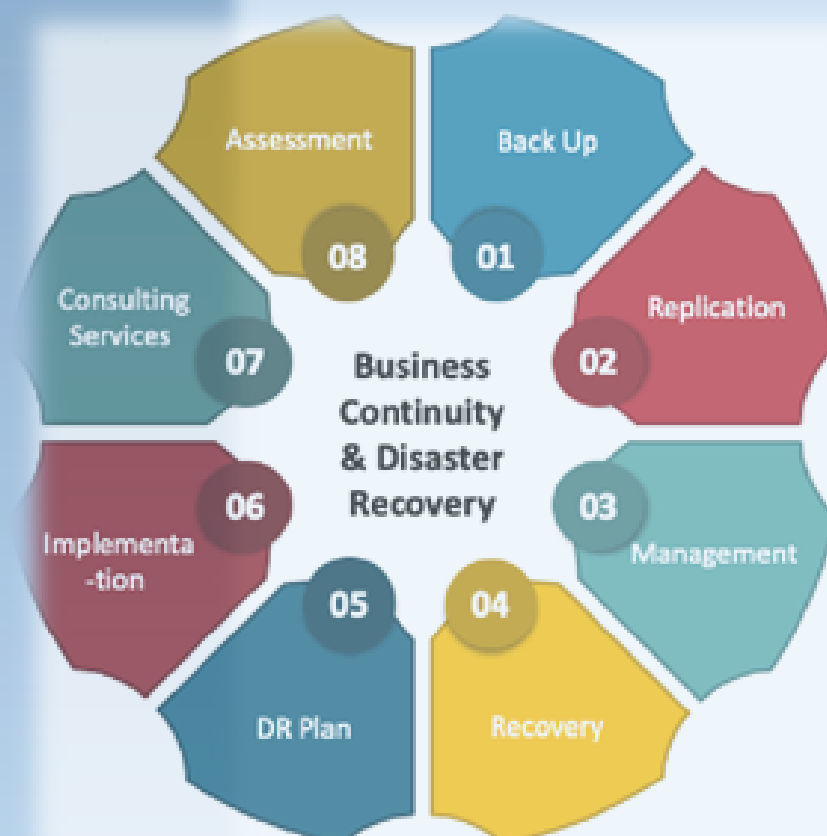 Business
Continuity
& Disaster
Recovery
Back Up
01
Replication
02
03
Management
04
Recovery
05
DR Plan
06
Implementa
-tion
Consulting
Services
07
Assessment
08